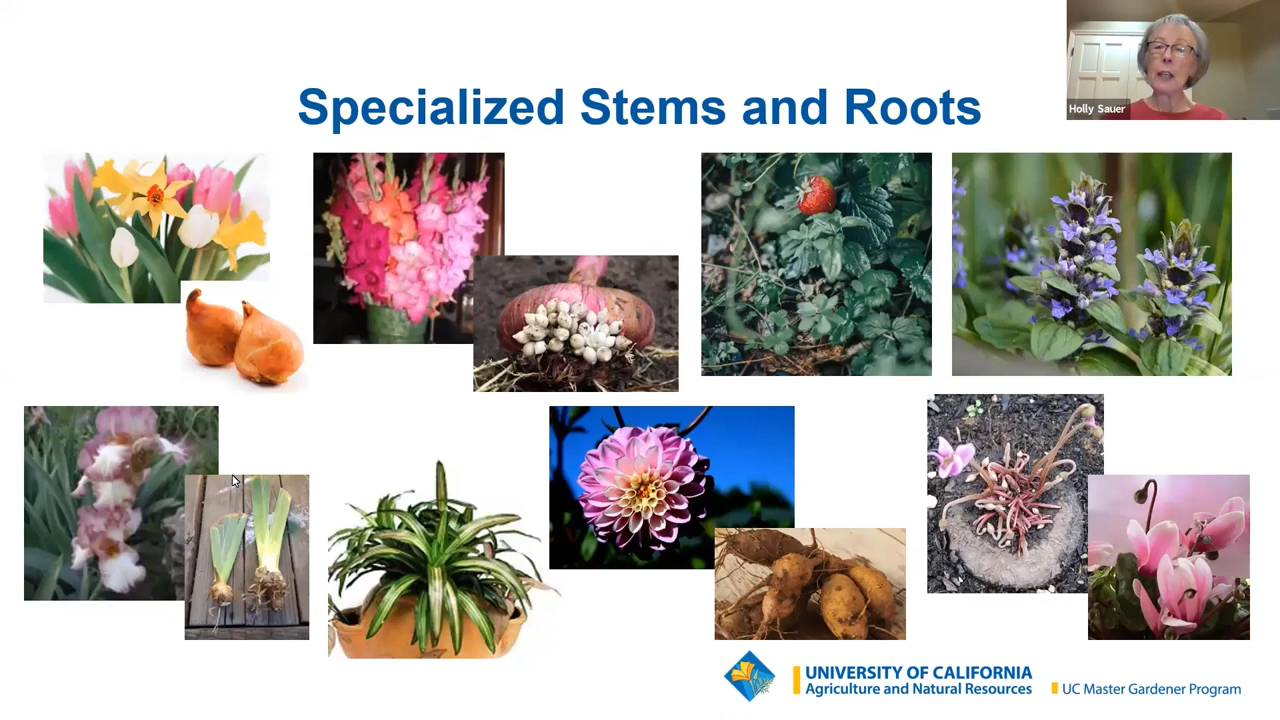 Specialized Stems and Roots
Holly Sauer
UNIVERSITY OF CALIFORNIA
Agriculture and Natural Resources
UC Master Gardener Program